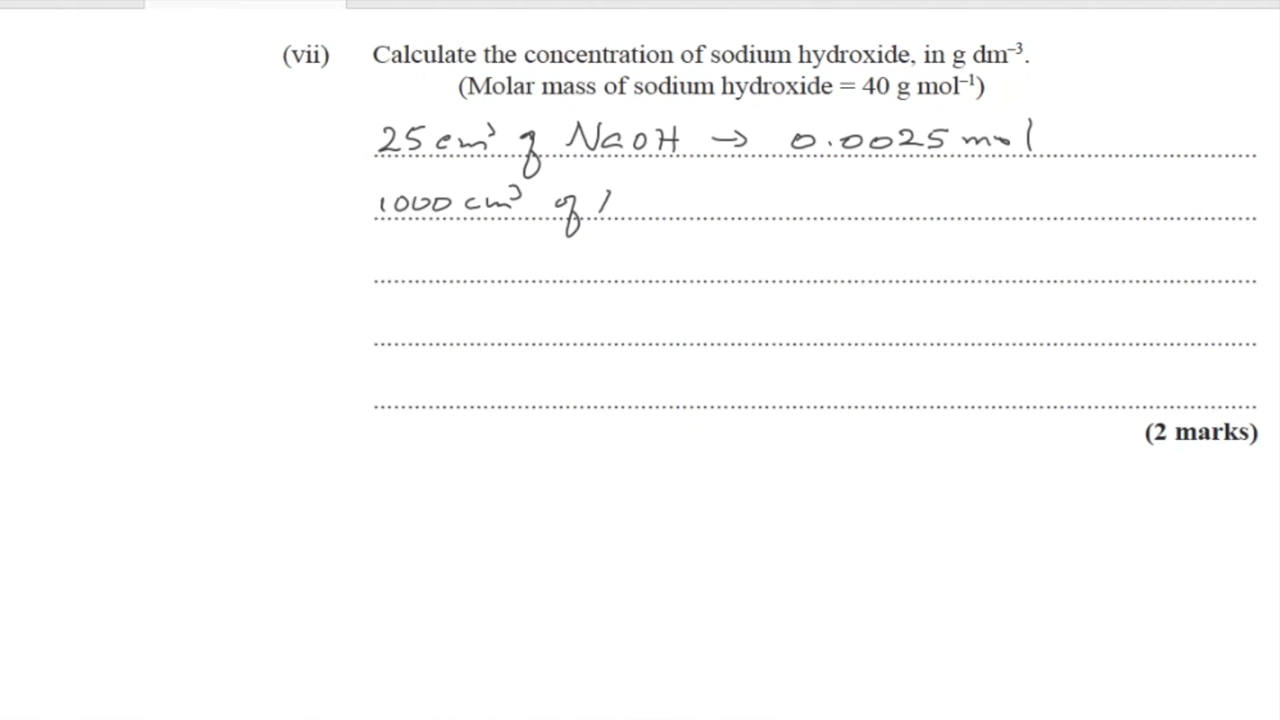 (vii) Calculate the concentration of sodium hydroxide, in g dm⁻³.
(Molar mass of sodium hydroxide = 40 g mol⁻¹)
25 cm³ of NaOH → 0.0025 mol
1000 cm³ of
(2 marks)